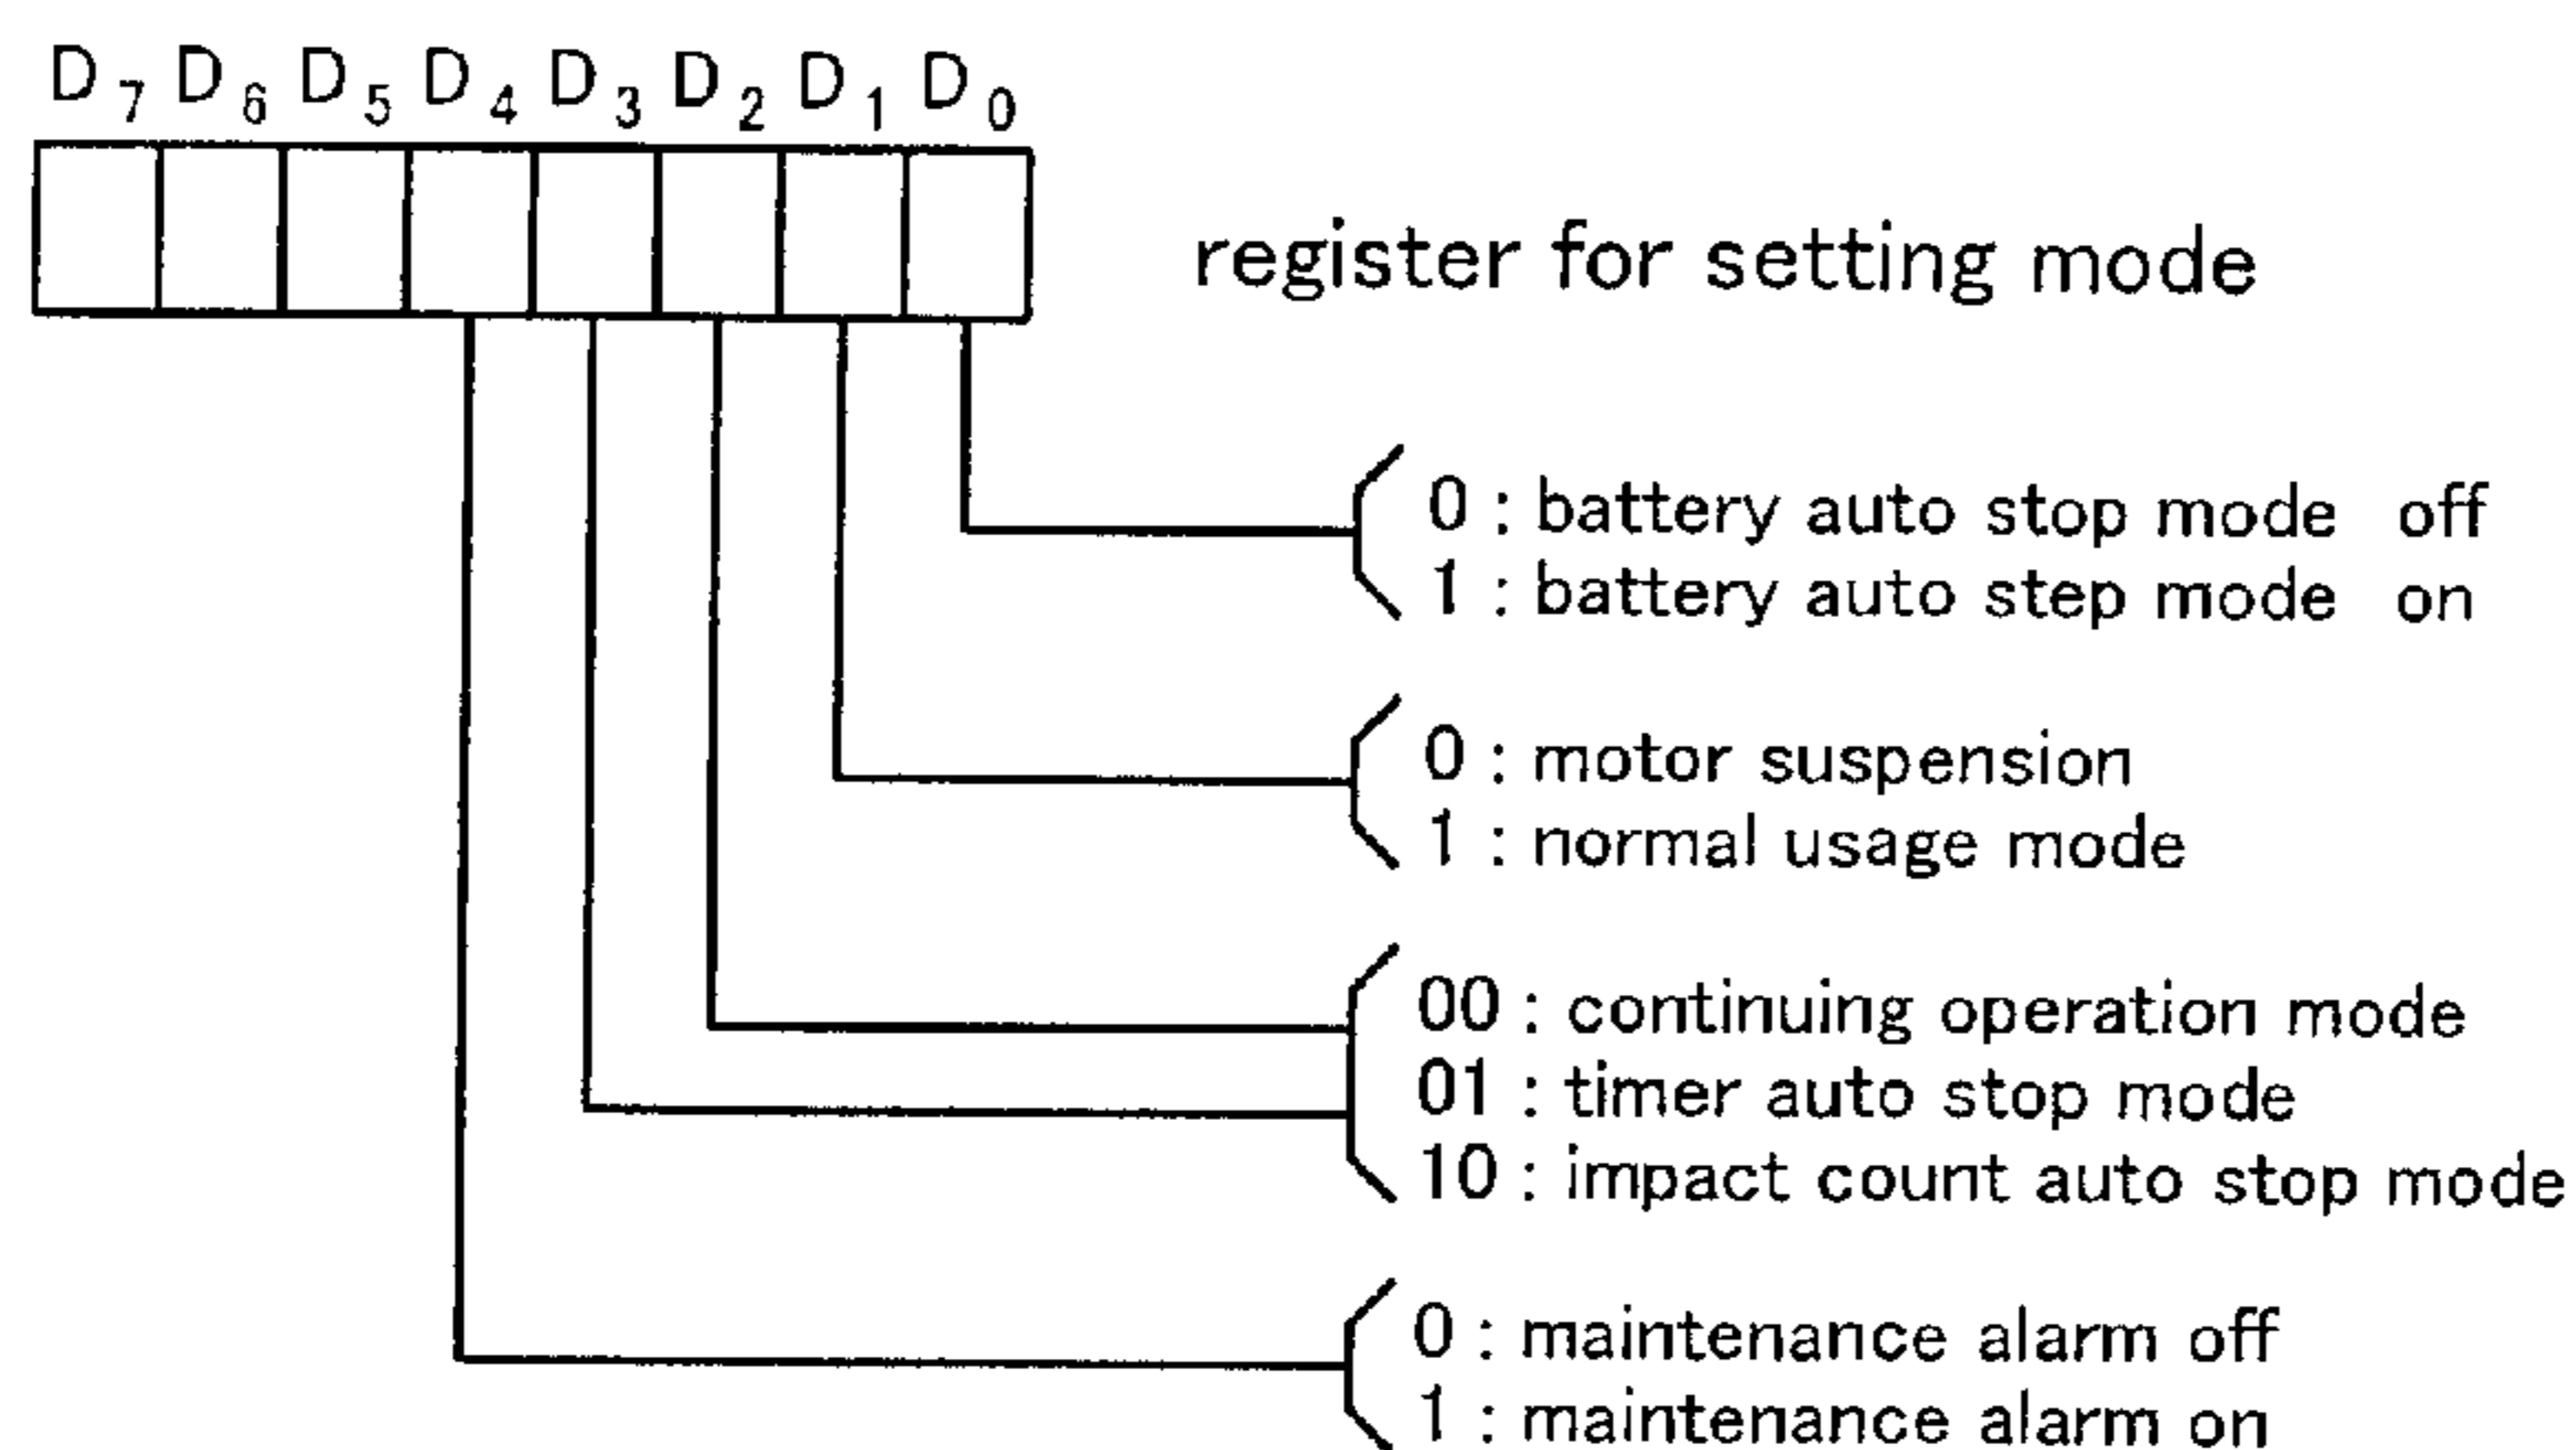 D7 D6 D5 D4 D3 D2 D1 D0
register for setting mode
0 : battery auto stop mode off
1 : battery auto step mode on
0 : motor suspension
1 : normal usage mode
00 : continuing operation mode
01 : timer auto stop mode
10 : impact count auto stop mode
0 : maintenance alarm off
1 : maintenance alarm on